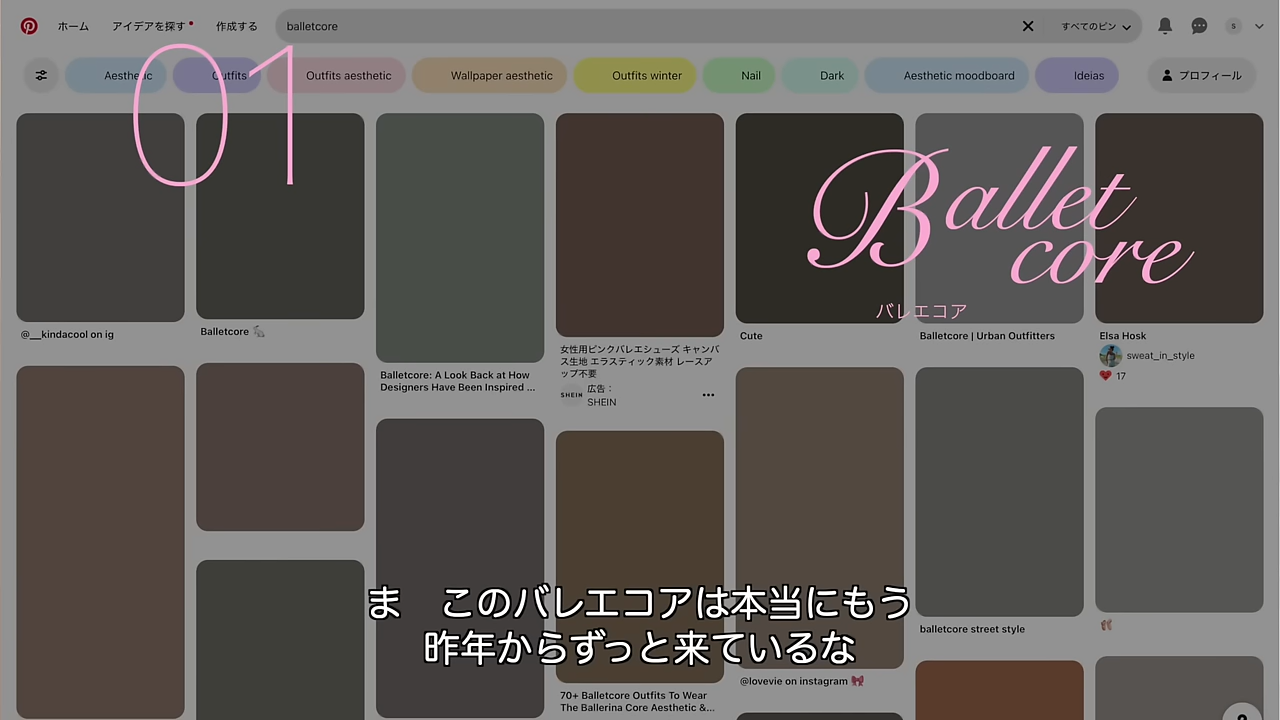 ホーム
アイデアを探す
作成する
balletcore
すべてのピン
s
Aesthetic
Outfits
Outfits aesthetic
Wallpaper aesthetic
Outfits winter
Nail
Dark
Aesthetic moodboard
Ideias
プロフィール
01
Ballet
core
バレエコア
@__kindacool on ig
Balletcore 🦢
Balletcore: A Look Back at How
Designers Have Been Inspired ...
女性用ピンクバレエシューズ キャンバ
ス生地 エラスティック素材 レースア
ップ不要
SHEIN
広告：
SHEIN
Cute
Balletcore | Urban Outfitters
Elsa Hosk
sweat_in_style
❤️ 17
70+ Balletcore Outfits To Wear
The Ballerina Core Aesthetic &...
@lovevie on instagram 🎀
balletcore street style
🩰
?
ま　このバレエコアは本当にもう
昨年からずっと来ているな